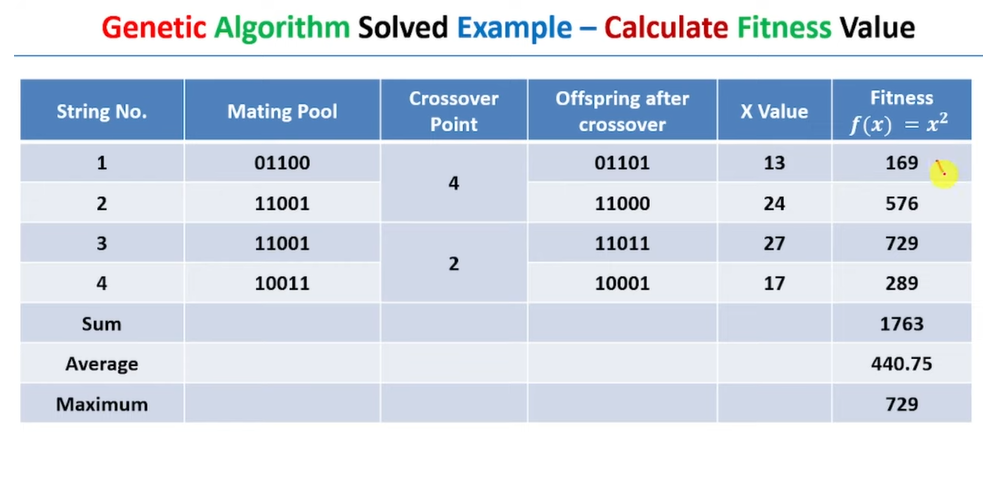 Genetic Algorithm Solved Example – Calculate Fitness Value
String No. Mating Pool Crossover Point Offspring after crossover X Value Fitness f(x) = x²
1 01100 4 01101 13 169
2 11001 11000 24 576
3 11001 2 11011 27 729
4 10011 10001 17 289
Sum 1763
Average 440.75
Maximum 729